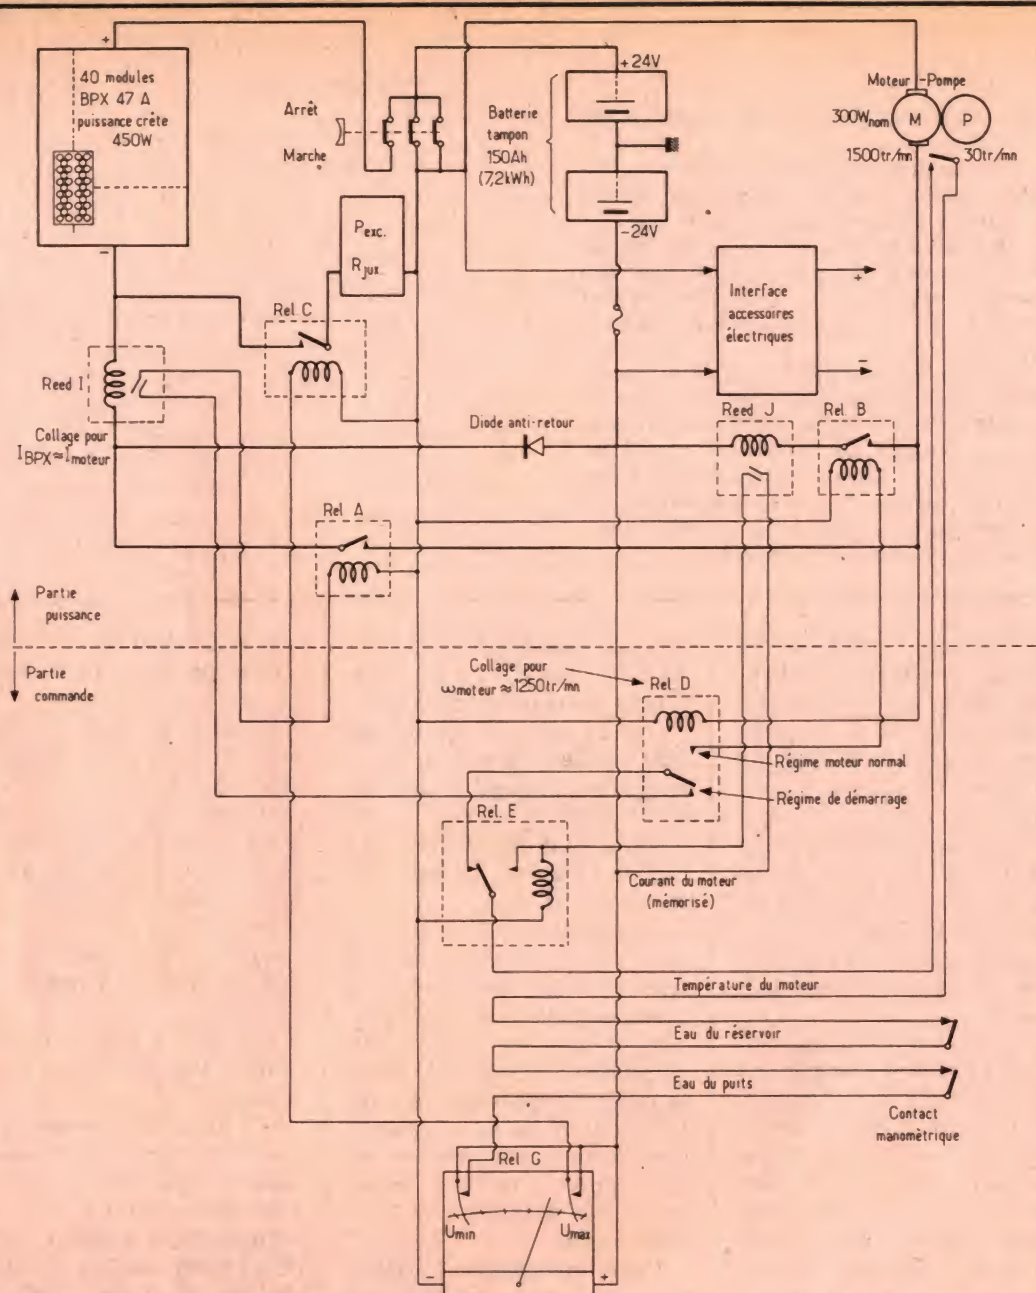 +
40 modules
BPX 47 A
puissance crête
450W
−
Arrêt
Marche
+24V
Batterie
tampon
150Ah
(7,2kWh)
−24V
Moteur-Pompe
300Wnom
M
P
1500tr/mn
30tr/mn
Pexc.
Rjux.
Rel. C
Interface
accessoires
électriques
+
−
Reed I
Collage pour
IBPX≈Imoteur
Diode anti-retour
Reed J
Rel. B
Rel. A
Partie
puissance
Partie
commande
Collage pour
ωmoteur≈1250tr/mn
Rel. D
Régime moteur normal
Régime de démarrage
Rel. E
Courant du moteur
(mémorisé)
Température du moteur
Eau du réservoir
Eau du puits
Contact
manomètrique
Rel. G
Umin
Umax
−
+